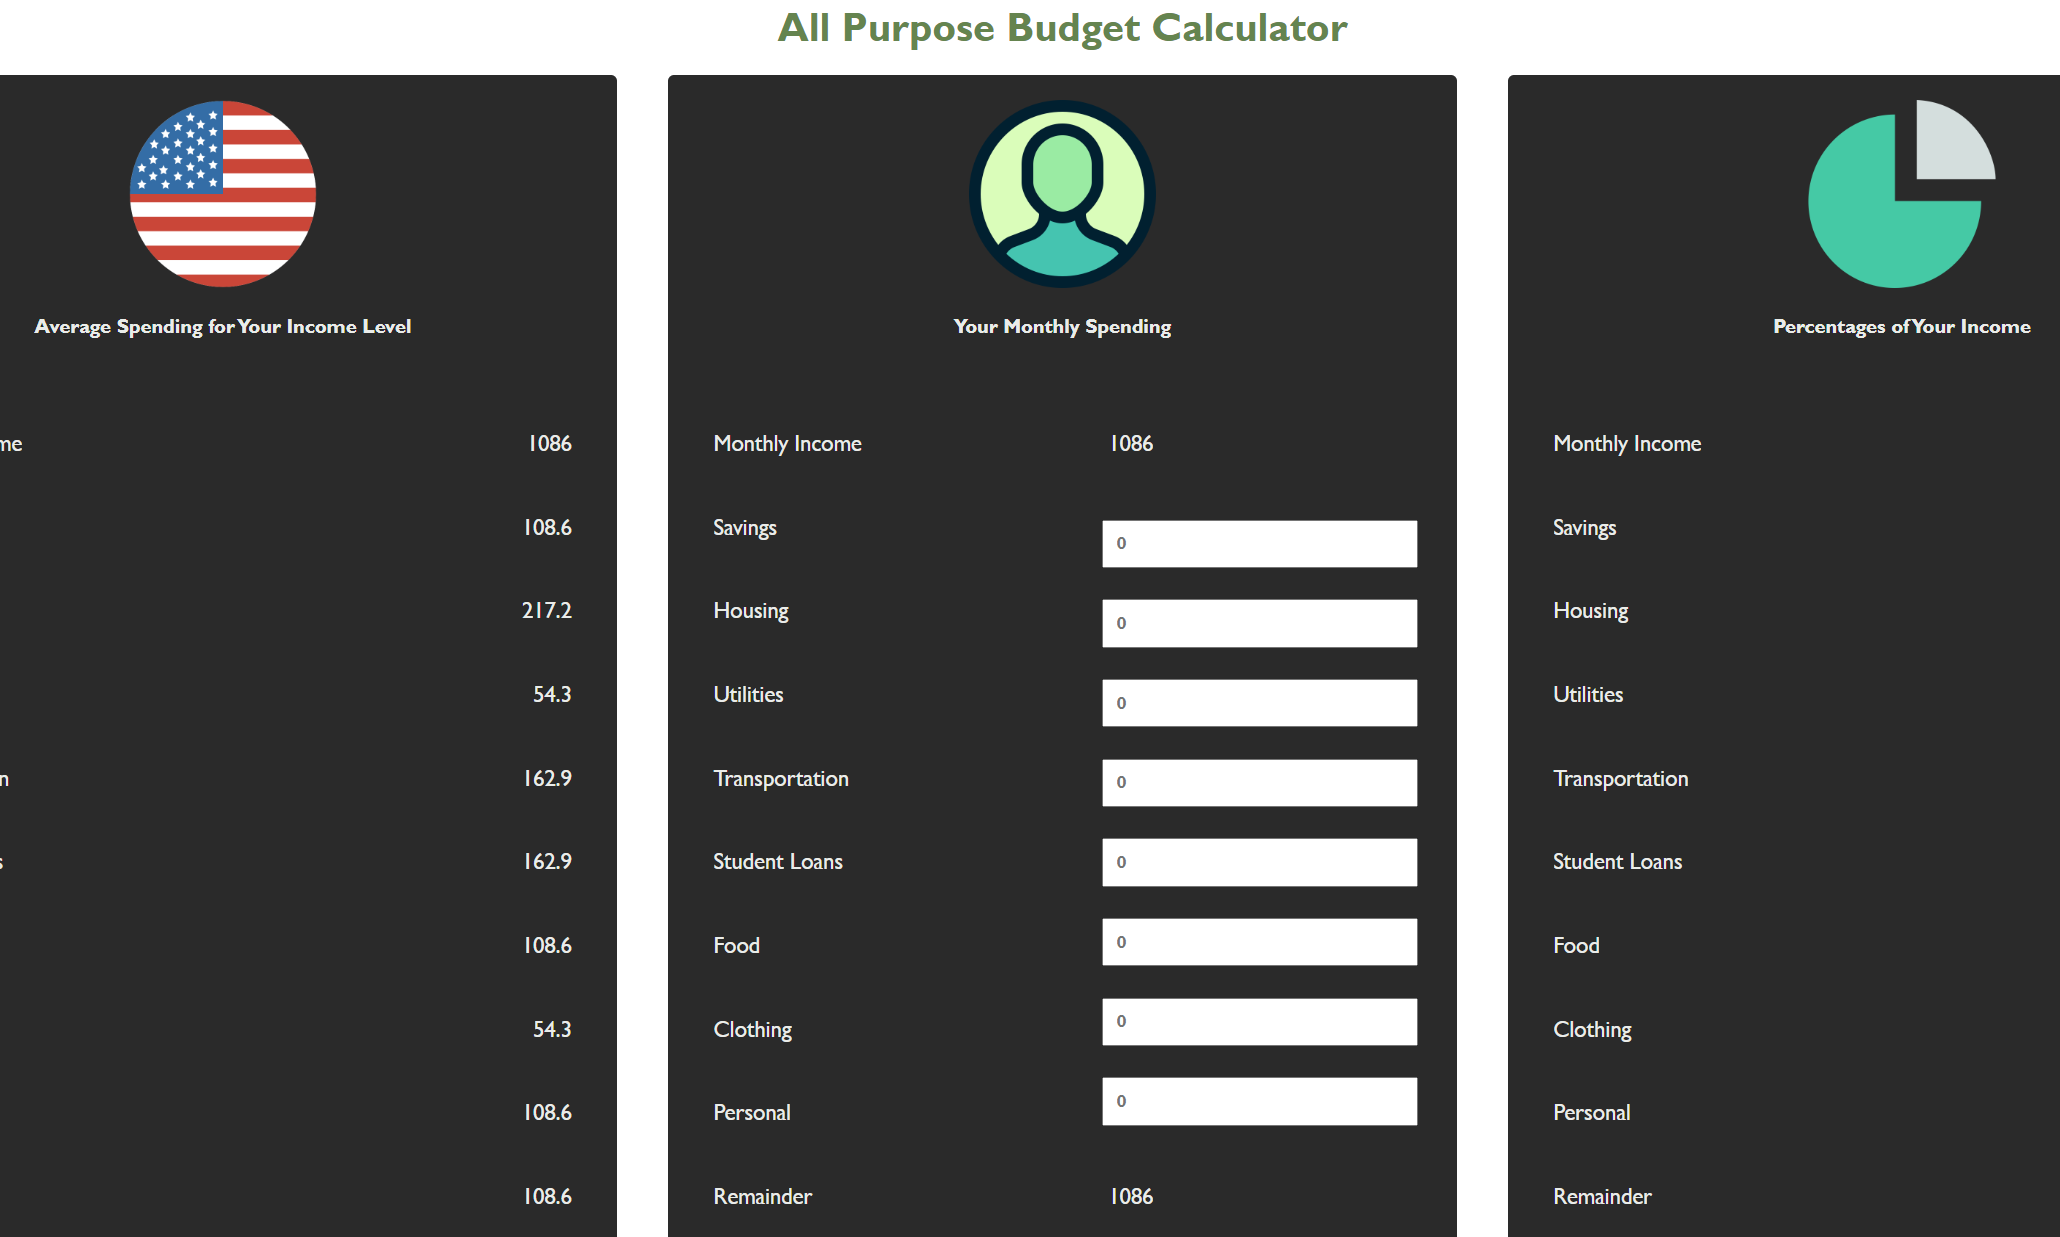 All Purpose Budget Calculator
Average Spending for Your Income Level
me 1086
108.6
217.2
54.3
n 162.9
s 162.9
108.6
54.3
108.6
108.6
Your Monthly Spending
Monthly Income 1086
Savings 0
Housing 0
Utilities 0
Transportation 0
Student Loans 0
Food 0
Clothing 0
Personal 0
Remainder 1086
Percentages of Your Income
Monthly Income
Savings
Housing
Utilities
Transportation
Student Loans
Food
Clothing
Personal
Remainder